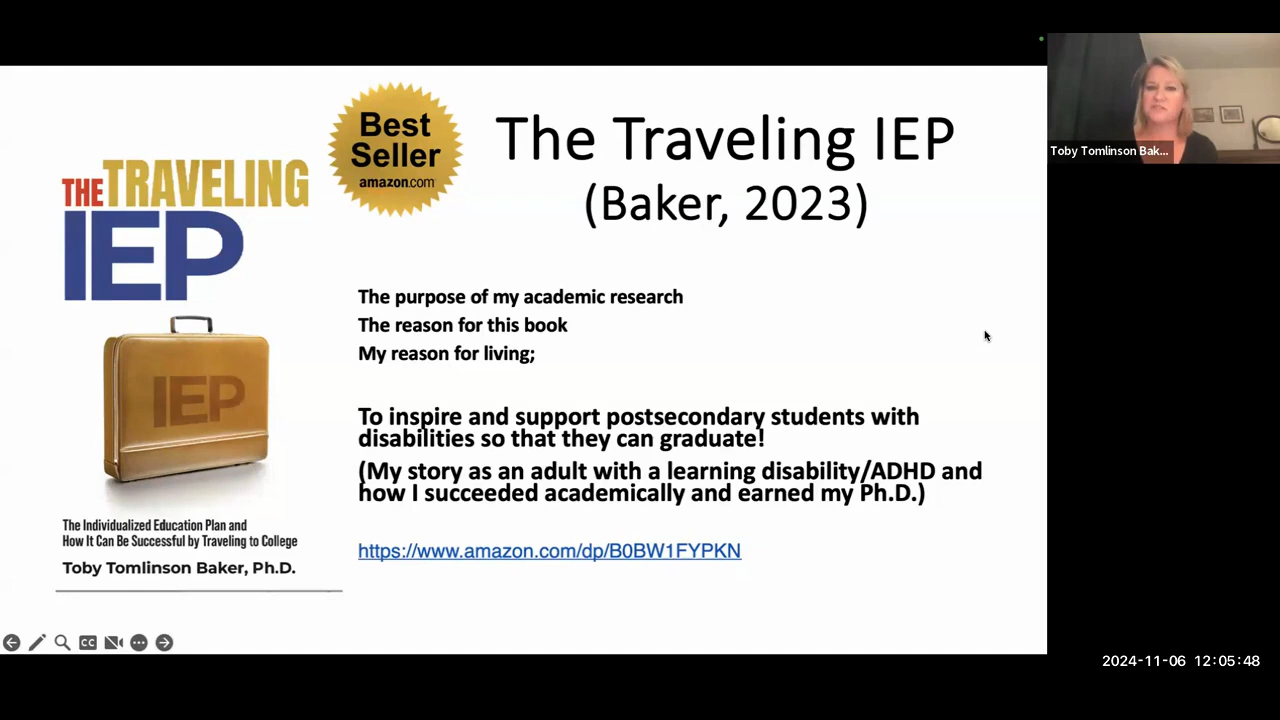 Best
Seller
amazon.com
The Traveling IEP
(Baker, 2023)
THE TRAVELING
IEP
IEP
The Individualized Education Plan and
How It Can Be Successful by Traveling to College
Toby Tomlinson Baker, Ph.D.
The purpose of my academic research
The reason for this book
My reason for living;
To inspire and support postsecondary students with
disabilities so that they can graduate!
(My story as an adult with a learning disability/ADHD and
how I succeeded academically and earned my Ph.D.)
https://www.amazon.com/dp/B0BW1FYPKN
CC
Toby Tomlinson Bak...
2024-11-06 12:05:48